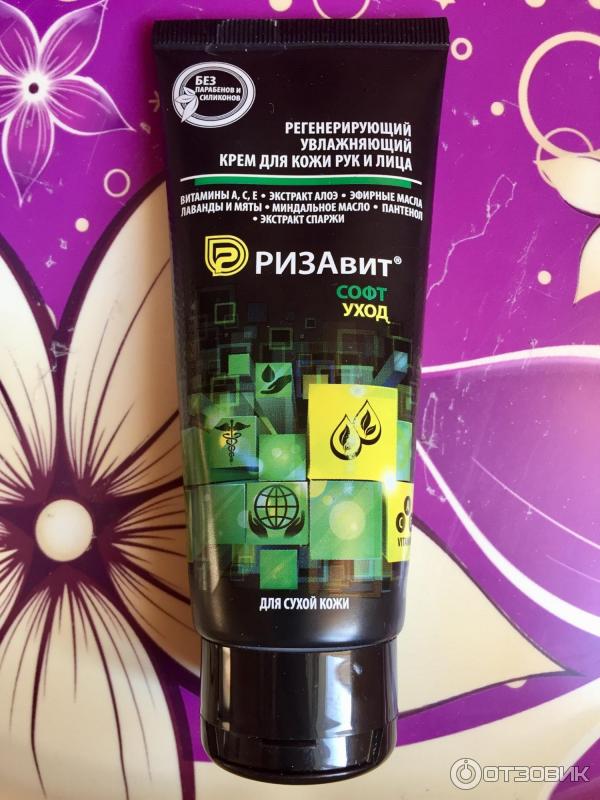 БЕЗ
ПАРАБЕНОВ И
СИЛИКОНОВ
РЕГЕНЕРИРУЮЩИЙ
УВЛАЖНЯЮЩИЙ
КРЕМ ДЛЯ КОЖИ РУК И ЛИЦА
ВИТАМИНЫ А, С, Е • ЭКСТРАКТ АЛОЭ • ЭФИРНЫЕ МАСЛА
ЛАВАНДЫ И МЯТЫ • МИНДАЛЬНОЕ МАСЛО • ПАНТЕНОЛ
• ЭКСТРАКТ СПАРЖИ
РИЗАвит®
СОФТ
УХОД
ДЛЯ СУХОЙ КОЖИ
ОТЗОВИК